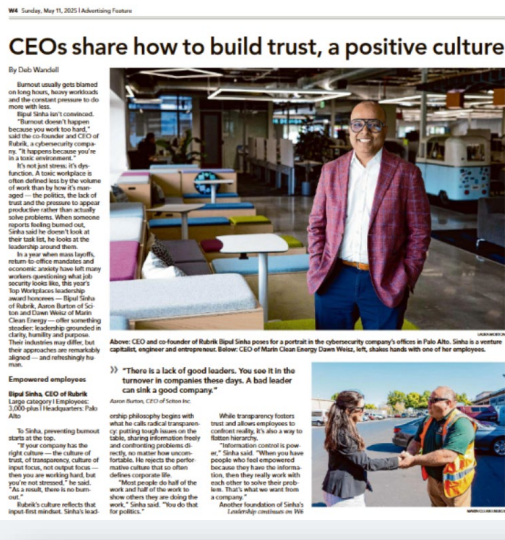 W4 Sunday, May 11, 2025 | Advertising Feature
CEOs share how to build trust, a positive culture
By Deb Wandell
Burnout usually gets blamed
on long hours, heavy workloads
and the constant pressure to do
more with less.
Bipul Sinha isn't convinced.
"Burnout doesn't happen
because you work too hard,"
said the co-founder and CEO of
Rubrik, a cybersecurity compa-
ny. "It happens because you're
in a toxic environment."
It's not just stress; it's dys-
function. A toxic workplace is
often defined less by the volume
of work than by how it's man-
aged — the politics, the lack of
trust and the pressure to appear
productive rather than actually
solve problems. When someone
reports feeling burned out,
Sinha said he doesn't look at
their task list, he looks at the
leadership around them.
In a year when mass layoffs,
return-to-office mandates and
economic anxiety have left many
workers questioning what job
security looks like, this year's
Top Workplaces leadership
award honorees — Bipul Sinha
of Rubrik, Aaron Burton of Sci-
ton and Dawn Weisz of Marin
Clean Energy — offer something
steadier: leadership grounded in
clarity, humility and purpose.
Their industries may differ, but
their approaches are remarkably
aligned — and refreshingly hu-
man.
Empowered employees
Bipul Sinha, CEO of Rubrik
Large category | Employees:
3,000-plus | Headquarters: Palo
Alto
To Sinha, preventing burnout
starts at the top.
"If your company has the
right culture — the culture of
trust, of transparency, culture of
input focus, not output focus —
then you are working hard, but
you're not stressed," he said.
"As a result, there is no burn-
out."
Rubrik's culture reflects that
input-first mindset. Sinha's lead-
Above: CEO and co-founder of Rubrik Bipul Sinha poses for a portrait in the cybersecurity company's offices in Palo Alto. Sinha is a venture
capitalist, engineer and entrepreneur. Below: CEO of Marin Clean Energy Dawn Weisz, left, shakes hands with one of her employees.
"There is a lack of good leaders. You see it in the
turnover in companies these days. A bad leader
can sink a good company."
Aaron Burton, CEO of Sciton Inc.
ership philosophy begins with
what he calls radical transparen-
cy: putting tough issues on the
table, sharing information freely
and confronting problems di-
rectly, no matter how uncom-
fortable. He rejects the perfor-
mative culture that so often
defines corporate life.
"Most people do half of the
work and half of the work to
show others they are doing the
work," Sinha said. "You do that
for politics."
While transparency fosters
trust and allows employees to
confront reality, it's also a way to
flatten hierarchy.
"Information control is pow-
er," Sinha said. "When you have
people who feel empowered
because they have the informa-
tion, then they really work with
each other to solve their prob-
lem. That's what we want from
a company."
Another foundation of Sinha's
Leadership continues on W6